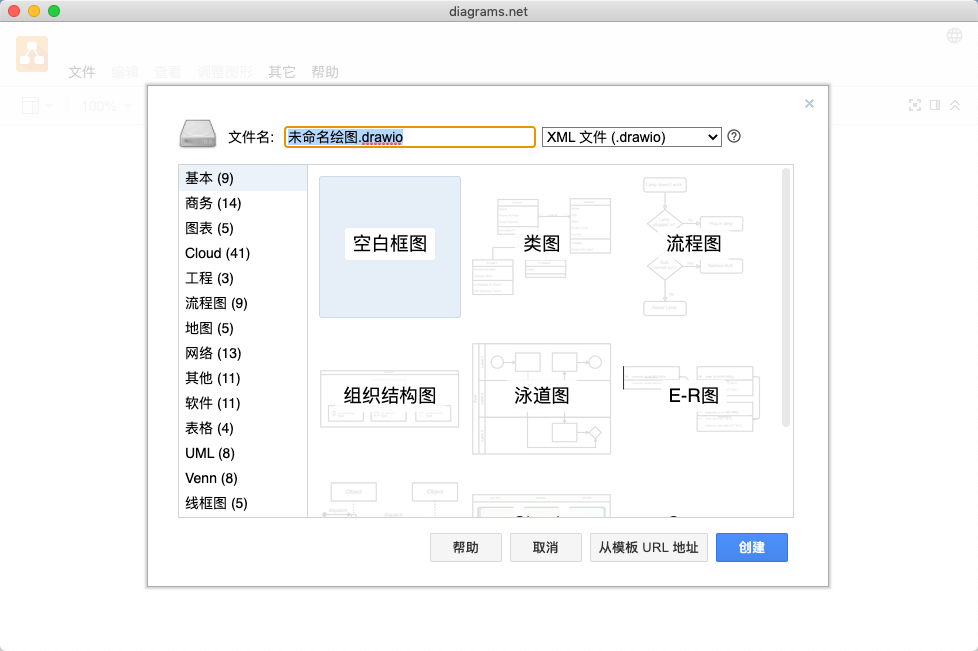 diagrams.net
文件 编辑 查看 调整图形 其它 帮助
100%
文件名: 未命名绘图.drawio XML 文件 (.drawio)
基本 (9)
商务 (14)
图表 (5)
Cloud (41)
工程 (3)
流程图 (9)
地图 (5)
网络 (13)
其他 (11)
软件 (11)
表格 (4)
UML (8)
Venn (8)
线框图 (5)
空白框图 类图 流程图
组织结构图 泳道图 E-R图
Object Object
dispatch dispatch
帮助 取消 从模板 URL 地址 创建